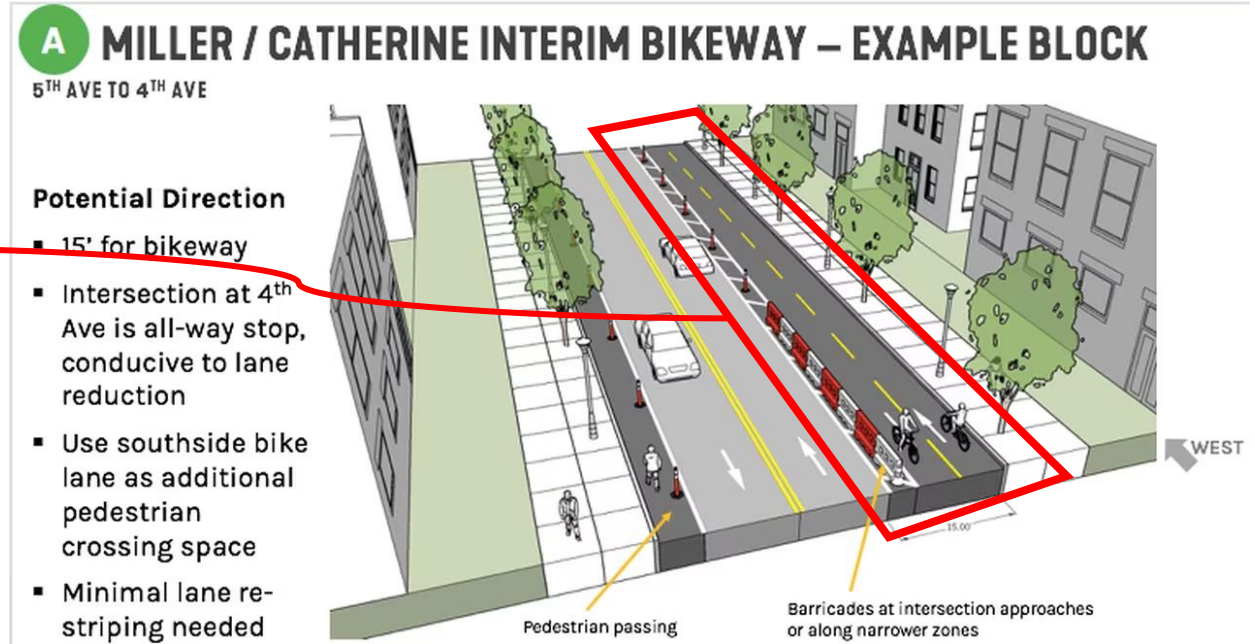 A MILLER / CATHERINE INTERIM BIKEWAY – EXAMPLE BLOCK
5TH AVE TO 4TH AVE
Potential Direction
▪ 15' for bikeway
▪ Intersection at 4th
Ave is all-way stop,
conducive to lane
reduction
▪ Use southside bike
lane as additional
pedestrian
crossing space
▪ Minimal lane re-
striping needed
WEST
15.00
Pedestrian passing
Barricades at intersection approaches
or along narrower zones